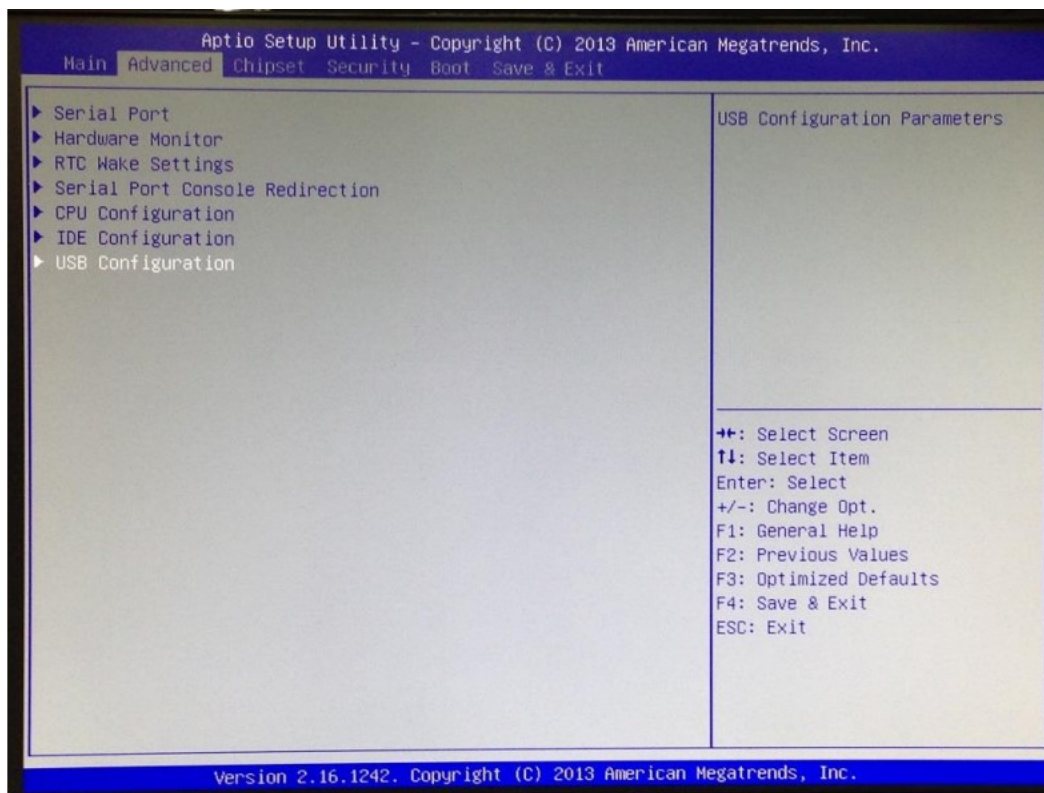 Aptio Setup Utility - Copyright (C) 2013 American Megatrends, Inc.
Main Advanced Chipset Security Boot Save & Exit
Serial Port
Hardware Monitor
RTC Wake Settings
Serial Port Console Redirection
CPU Configuration
IDE Configuration
USB Configuration
USB Configuration Parameters
→←: Select Screen
↑↓: Select Item
Enter: Select
+/-: Change Opt.
F1: General Help
F2: Previous Values
F3: Optimized Defaults
F4: Save & Exit
ESC: Exit
Version 2.16.1242. Copyright (C) 2013 American Megatrends, Inc.